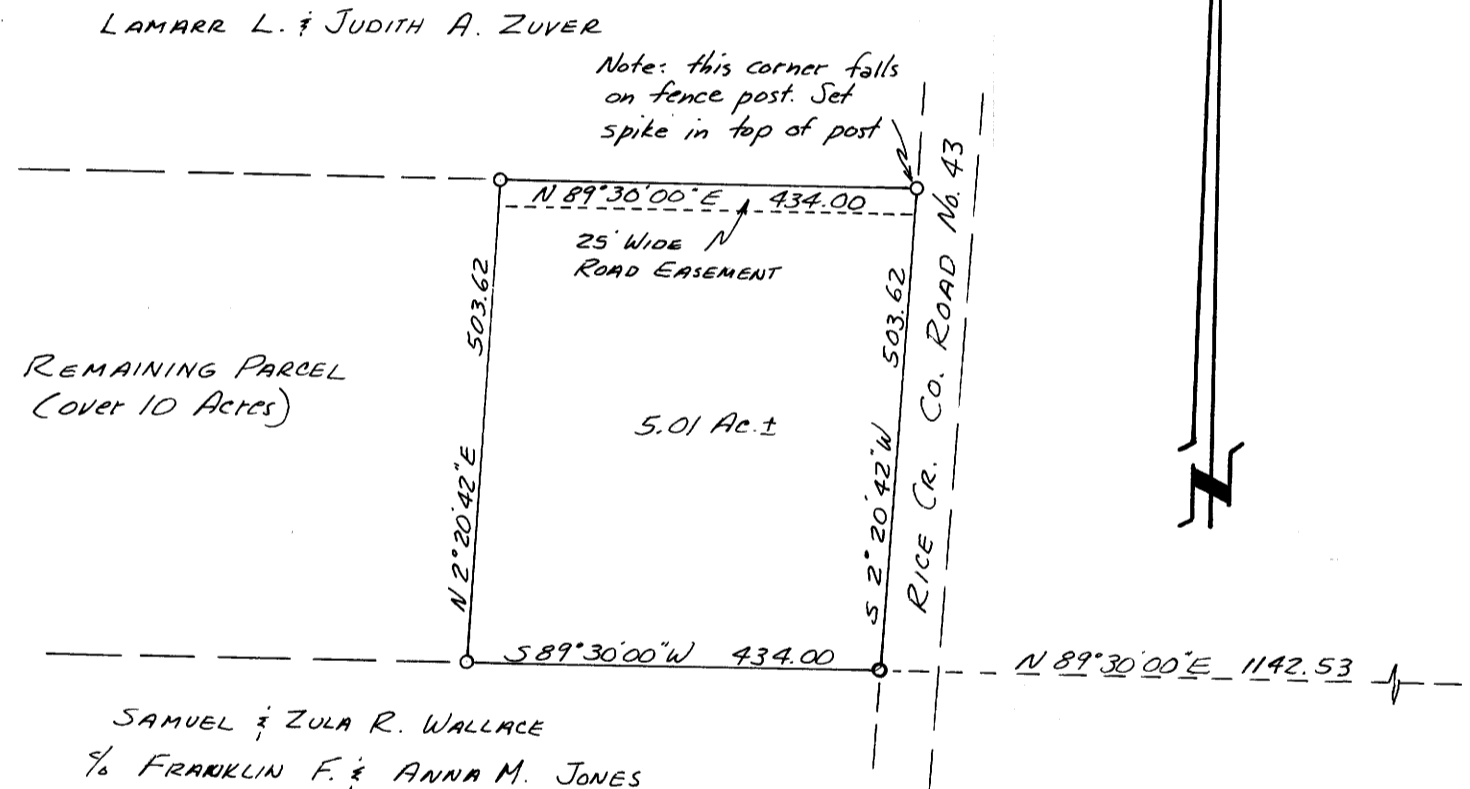 LAMARR L. & JUDITH A. ZUVER
Note: this corner falls
on fence post. Set
spike in top of post
N 89°30'00"E 434.00
25' WIDE
ROAD EASEMENT
503.62
N 2°20'42"E
503.62
S 2°20'42"W
RICE CR. CO. ROAD No. 43
REMAINING PARCEL
(over 10 Acres)
5.01 Ac.±
S 89°30'00"W 434.00
N 89°30'00"E 1142.53
SAMUEL & ZULA R. WALLACE
c/o FRANKLIN F. & ANNA M. JONES
N